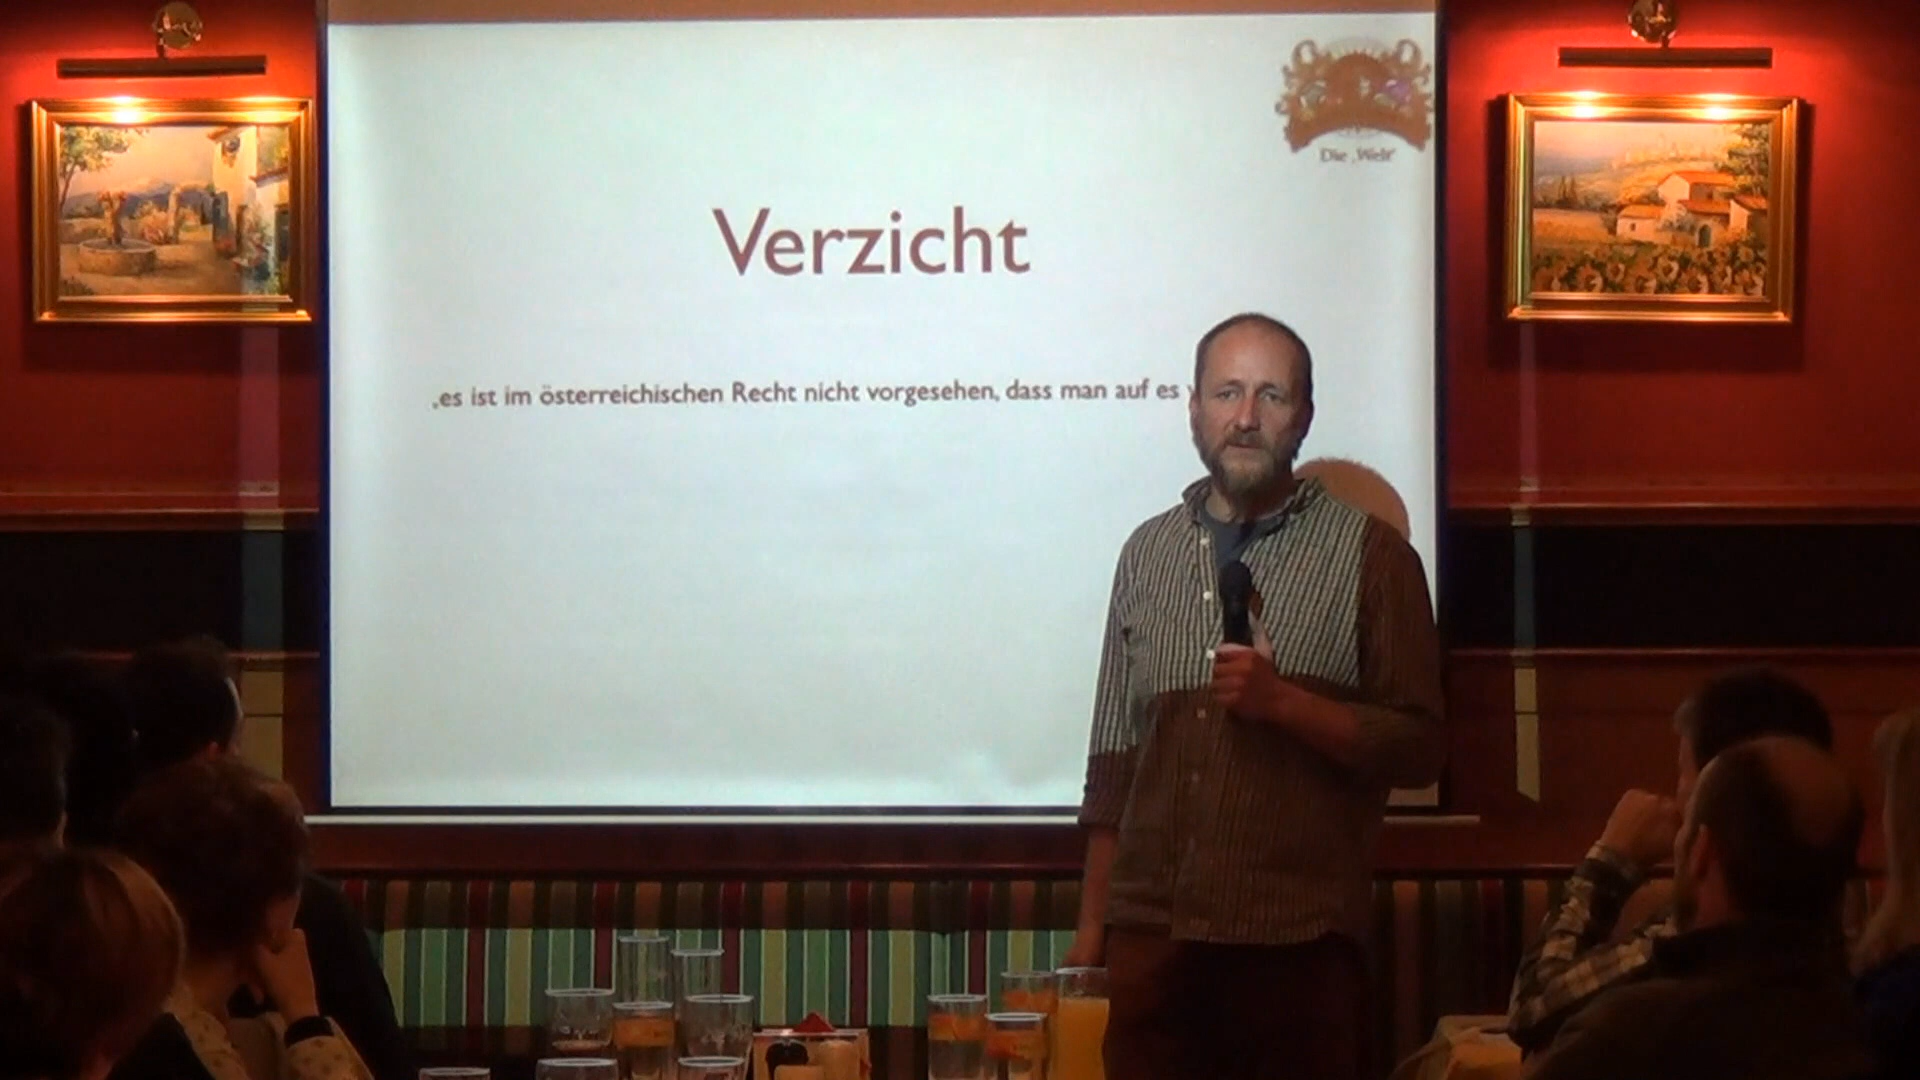 Die ‚Welt'
Verzicht
‚es ist im österreichischen Recht nicht vorgesehen, dass man auf es